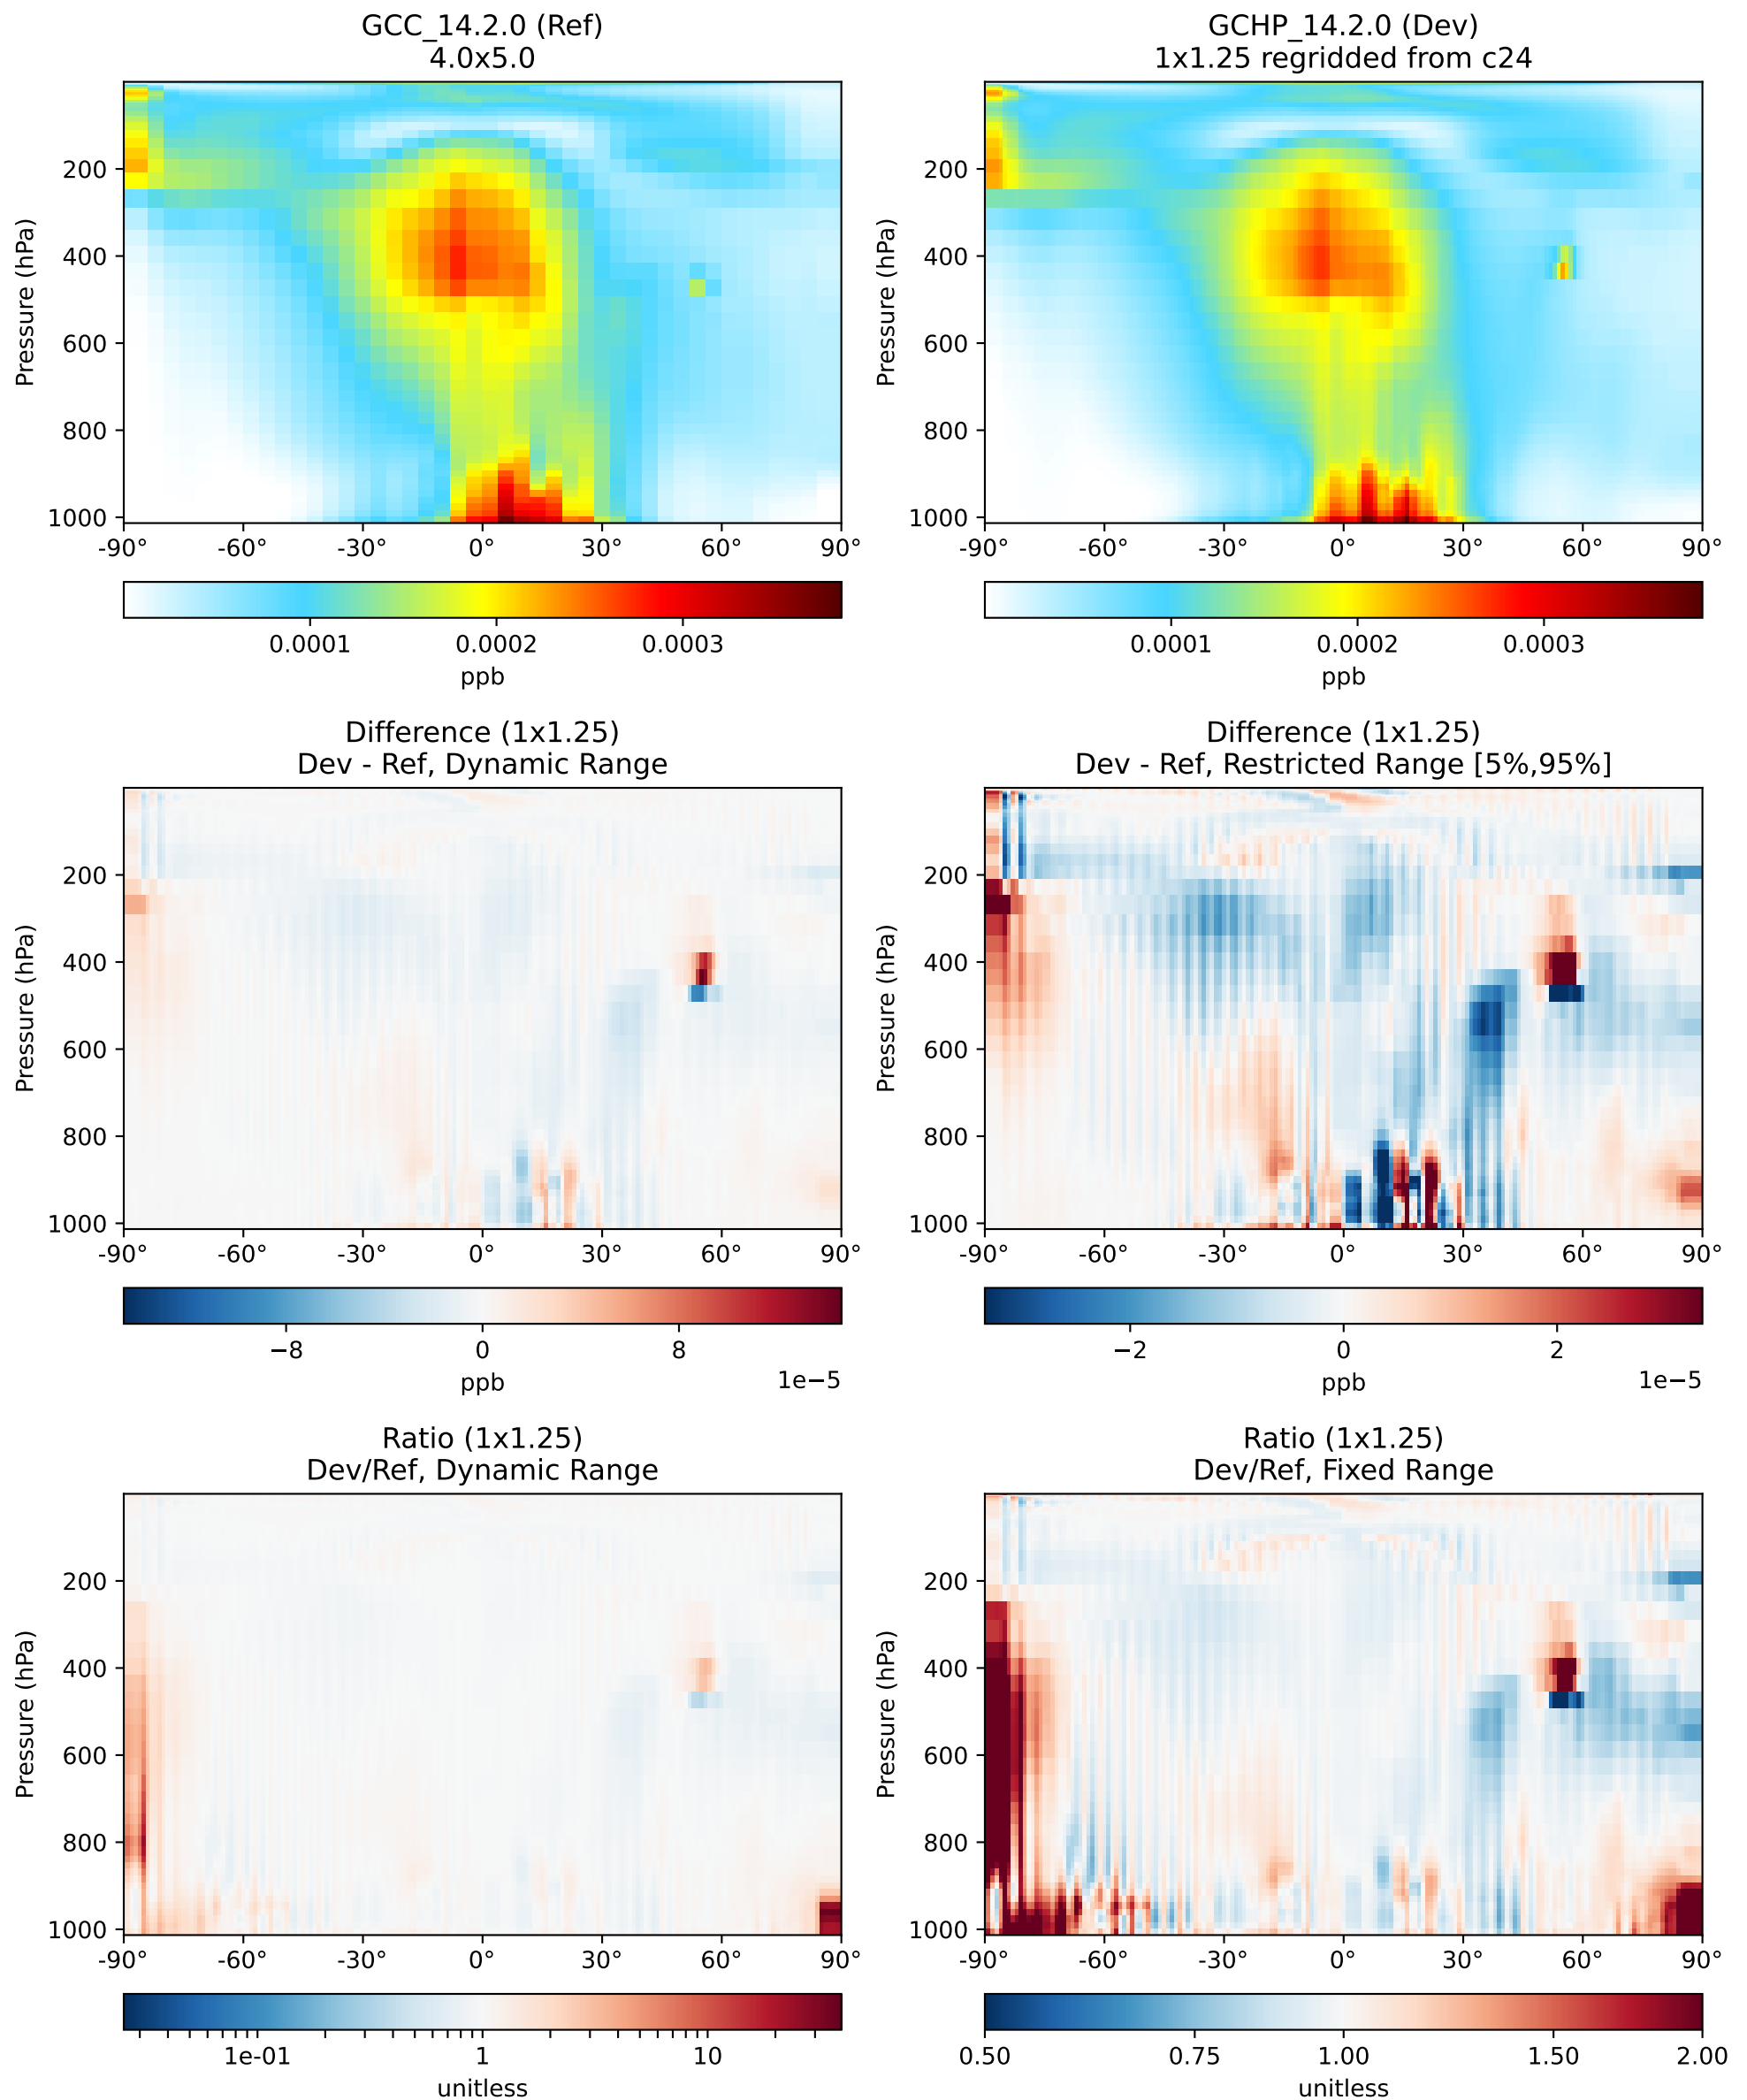 GCC_14.2.0 (Ref)
4.0x5.0
Pressure (hPa)
200
400
600
800
1000
-90° -60° -30° 0° 30° 60° 90°
0.0001 0.0002 0.0003
ppb
GCHP_14.2.0 (Dev)
1x1.25 regridded from c24
Pressure (hPa)
200
400
600
800
1000
-90° -60° -30° 0° 30° 60° 90°
0.0001 0.0002 0.0003
ppb
Difference (1x1.25)
Dev - Ref, Dynamic Range
Pressure (hPa)
200
400
600
800
1000
-90° -60° -30° 0° 30° 60° 90°
−8 0 8
1e−5
ppb
Difference (1x1.25)
Dev - Ref, Restricted Range [5%,95%]
Pressure (hPa)
200
400
600
800
1000
-90° -60° -30° 0° 30° 60° 90°
−2 0 2
1e−5
ppb
Ratio (1x1.25)
Dev/Ref, Dynamic Range
Pressure (hPa)
200
400
600
800
1000
-90° -60° -30° 0° 30° 60° 90°
1e-01 1 10
unitless
Ratio (1x1.25)
Dev/Ref, Fixed Range
Pressure (hPa)
200
400
600
800
1000
-90° -60° -30° 0° 30° 60° 90°
0.50 0.75 1.00 1.50 2.00
unitless